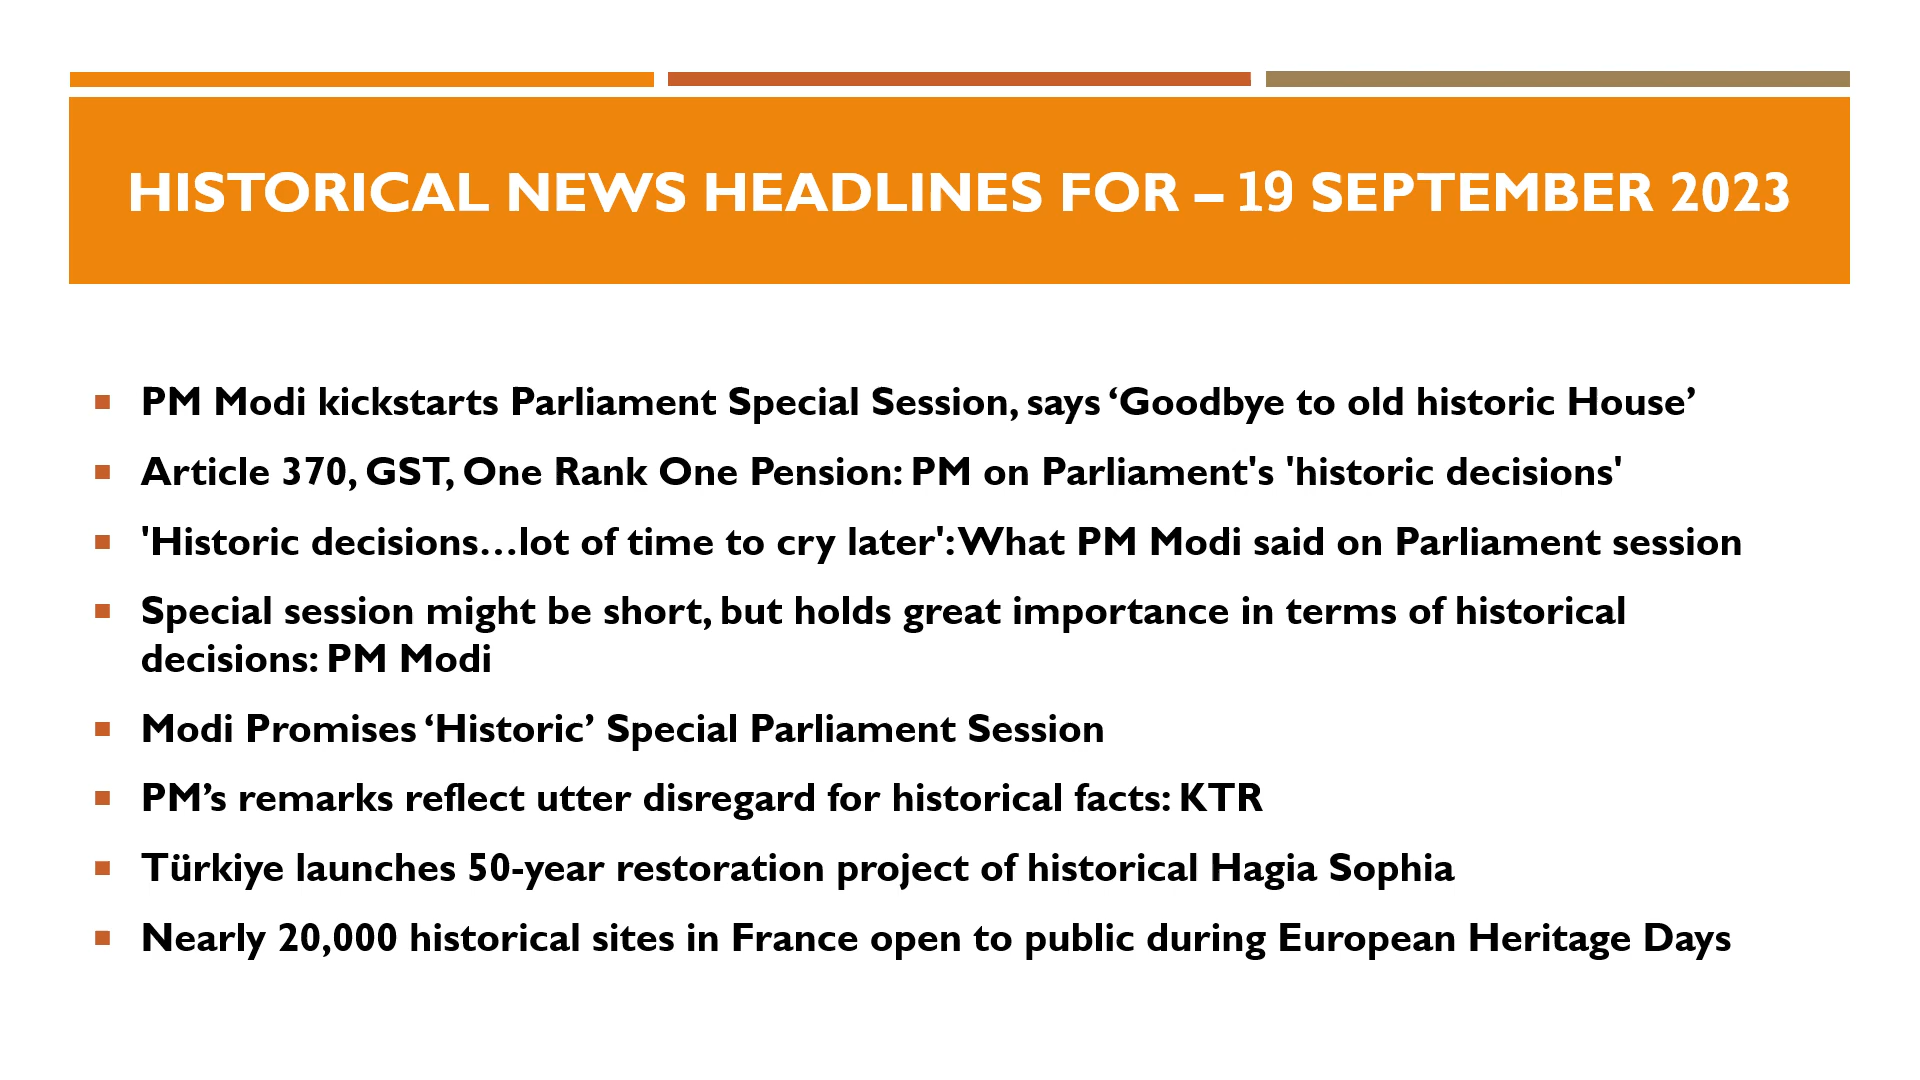 HISTORICAL NEWS HEADLINES FOR – 19 SEPTEMBER 2023
PM Modi kickstarts Parliament Special Session, says ‘Goodbye to old historic House’
Article 370, GST, One Rank One Pension: PM on Parliament's 'historic decisions'
'Historic decisions…lot of time to cry later': What PM Modi said on Parliament session
Special session might be short, but holds great importance in terms of historical
decisions: PM Modi
Modi Promises ‘Historic’ Special Parliament Session
PM’s remarks reflect utter disregard for historical facts: KTR
Türkiye launches 50-year restoration project of historical Hagia Sophia
Nearly 20,000 historical sites in France open to public during European Heritage Days